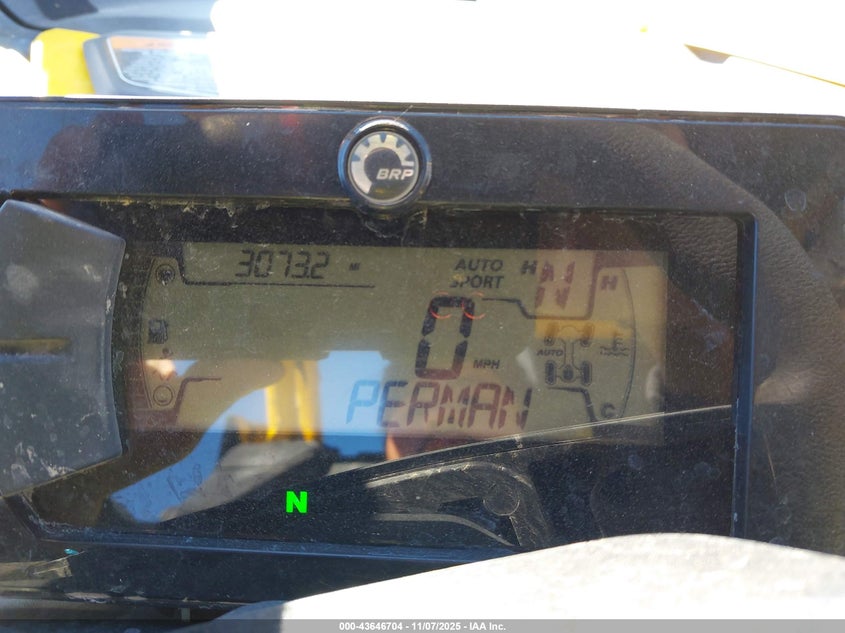 BRP
3073.2 MI
AUTO H N H
SPORT
0 MPH
AUTO
E
PERMAN
C
N
000-43646704 — 11/07/2025 — IAA Inc.